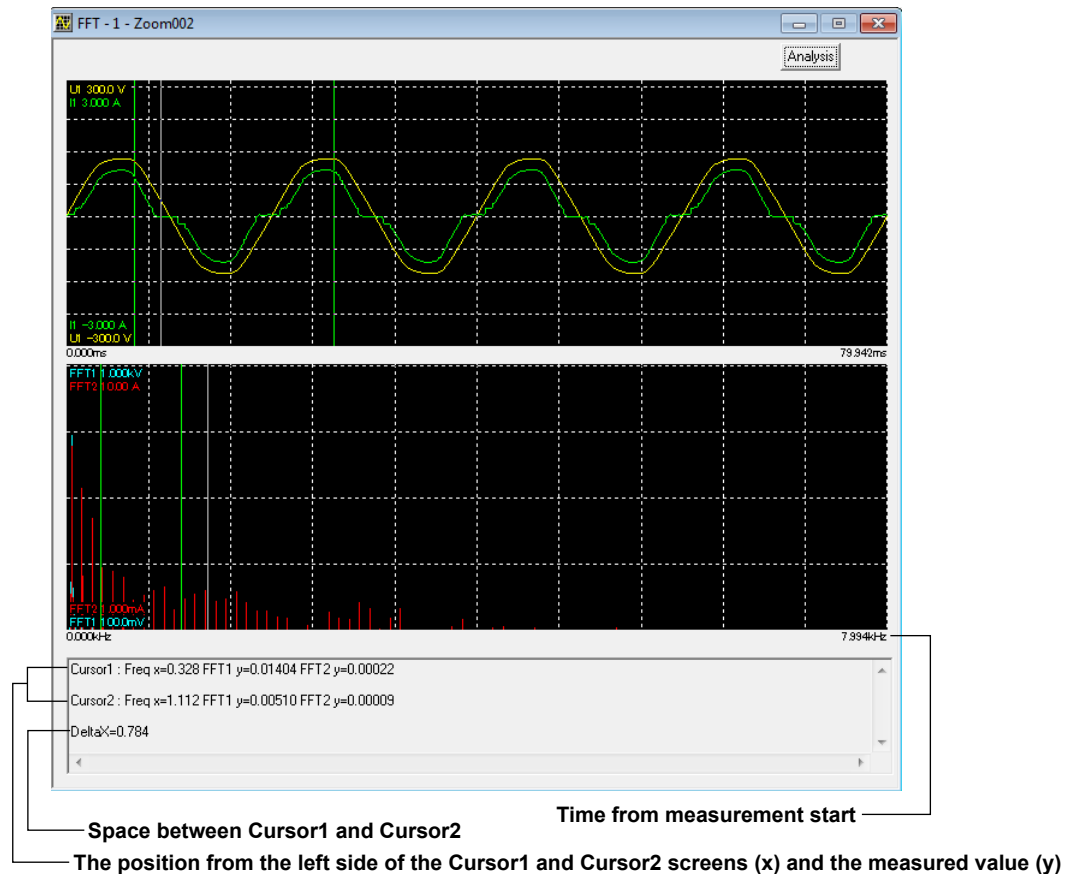 FFT - 1 - Zoom002
Analysis
U1 300.0 V
I1 3.000 A
I1 -3.000 A
U1 -300.0 V
0.000ms 79.942ms
FFT1 1.000kV
FFT2 10.00 A
FFT2 1.000mA
FFT1 100.0mV
0.000kHz 7.994kHz
Cursor1 : Freq x=0.328 FFT1 y=0.01404 FFT2 y=0.00022
Cursor2 : Freq x=1.112 FFT1 y=0.00510 FFT2 y=0.00009
DeltaX=0.784
Time from measurement start
Space between Cursor1 and Cursor2
The position from the left side of the Cursor1 and Cursor2 screens (x) and the measured value (y)